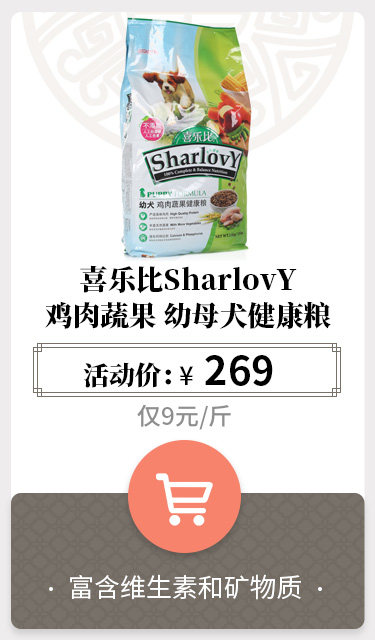 喜乐比
SharlovY
100% Complete & Balance Nutrition
PUPPY FORMULA
幼犬 鸡肉蔬果健康粮
High Quality Protein
With More Vegetables
Calcium & Phosphorus
喜乐比SharlovY
鸡肉蔬果 幼母犬健康粮
活动价:¥ 269
仅9元/斤
· 富含维生素和矿物质 ·